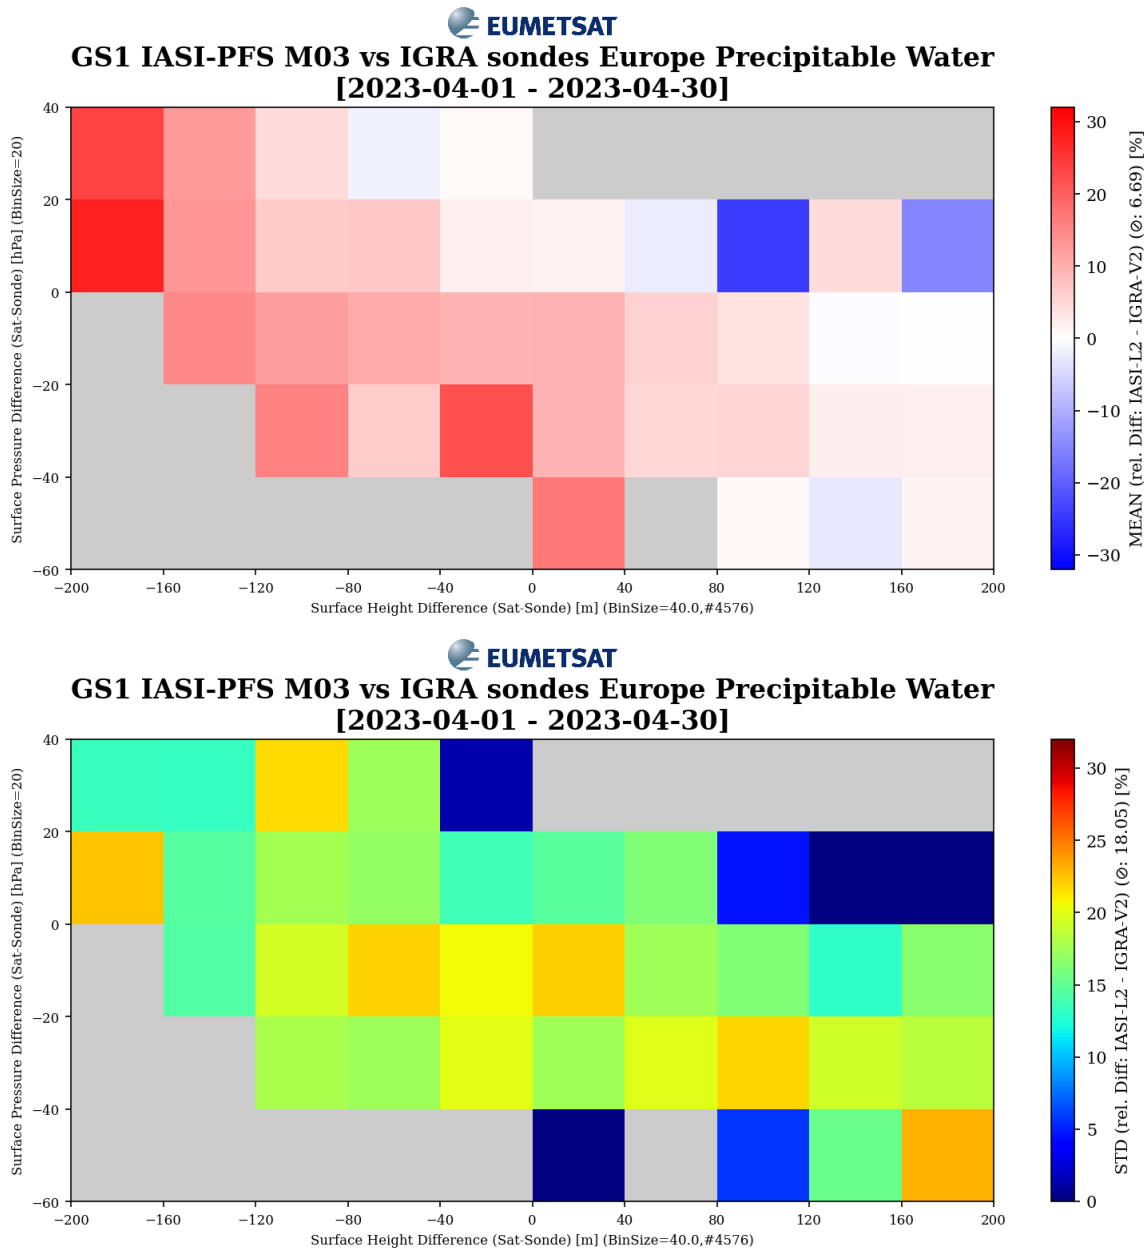 EUMETSAT
GS1 IASI-PFS M03 vs IGRA sondes Europe Precipitable Water
[2023-04-01 - 2023-04-30]
Surface Pressure Difference (Sat-Sonde) [hPa] (BinSize=20)
40
20
0
−20
−40
−60
−200 −160 −120 −80 −40 0 40 80 120 160 200
Surface Height Difference (Sat-Sonde) [m] (BinSize=40.0,#4576)
30
20
10
0
−10
−20
−30
MEAN (rel. Diff: IASI-L2 - IGRA-V2) (⊘: 6.69) [%]
EUMETSAT
GS1 IASI-PFS M03 vs IGRA sondes Europe Precipitable Water
[2023-04-01 - 2023-04-30]
Surface Pressure Difference (Sat-Sonde) [hPa] (BinSize=20)
40
20
0
−20
−40
−60
−200 −160 −120 −80 −40 0 40 80 120 160 200
Surface Height Difference (Sat-Sonde) [m] (BinSize=40.0,#4576)
30
25
20
15
10
5
0
STD (rel. Diff: IASI-L2 - IGRA-V2) (⊘: 18.05) [%]